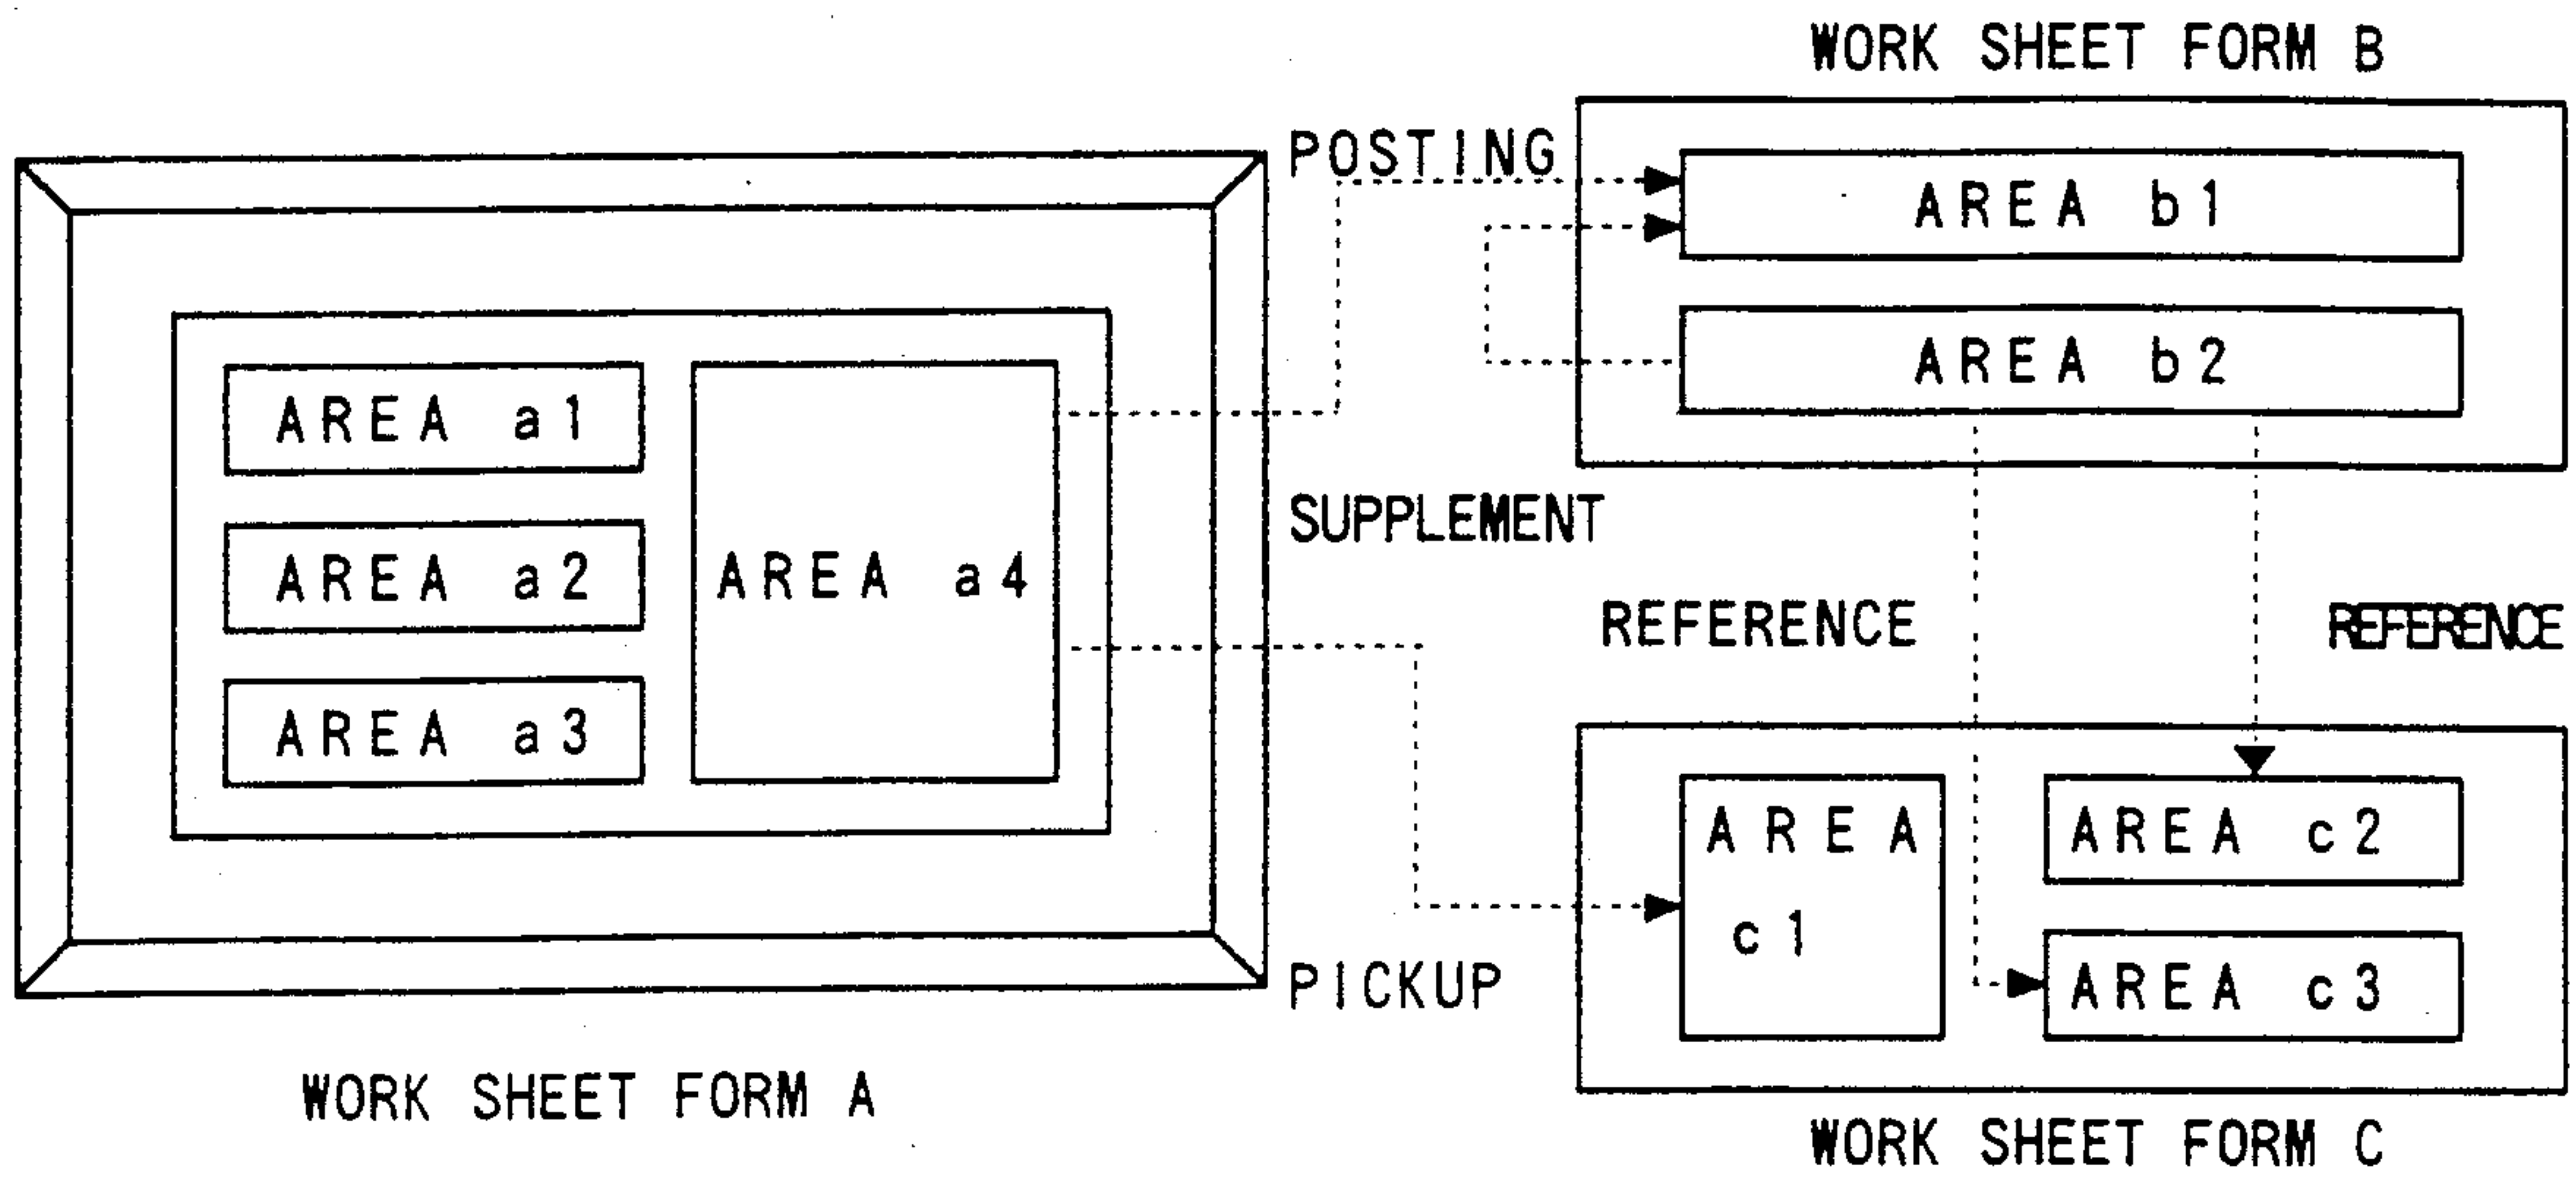 WORK SHEET FORM B
POSTING
AREA b1
AREA b2
AREA a1
AREA a2
AREA a3
AREA a4
SUPPLEMENT
REFERENCE
REFERENCE
AREA
c1
AREA c2
AREA c3
PICKUP
WORK SHEET FORM A
WORK SHEET FORM C